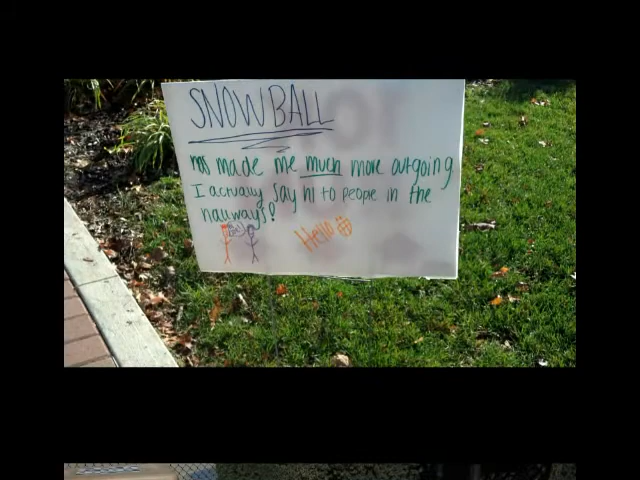 SNOWBALL
has made me much more outgoing
I actually say hi to people in the
hallways!
Hello